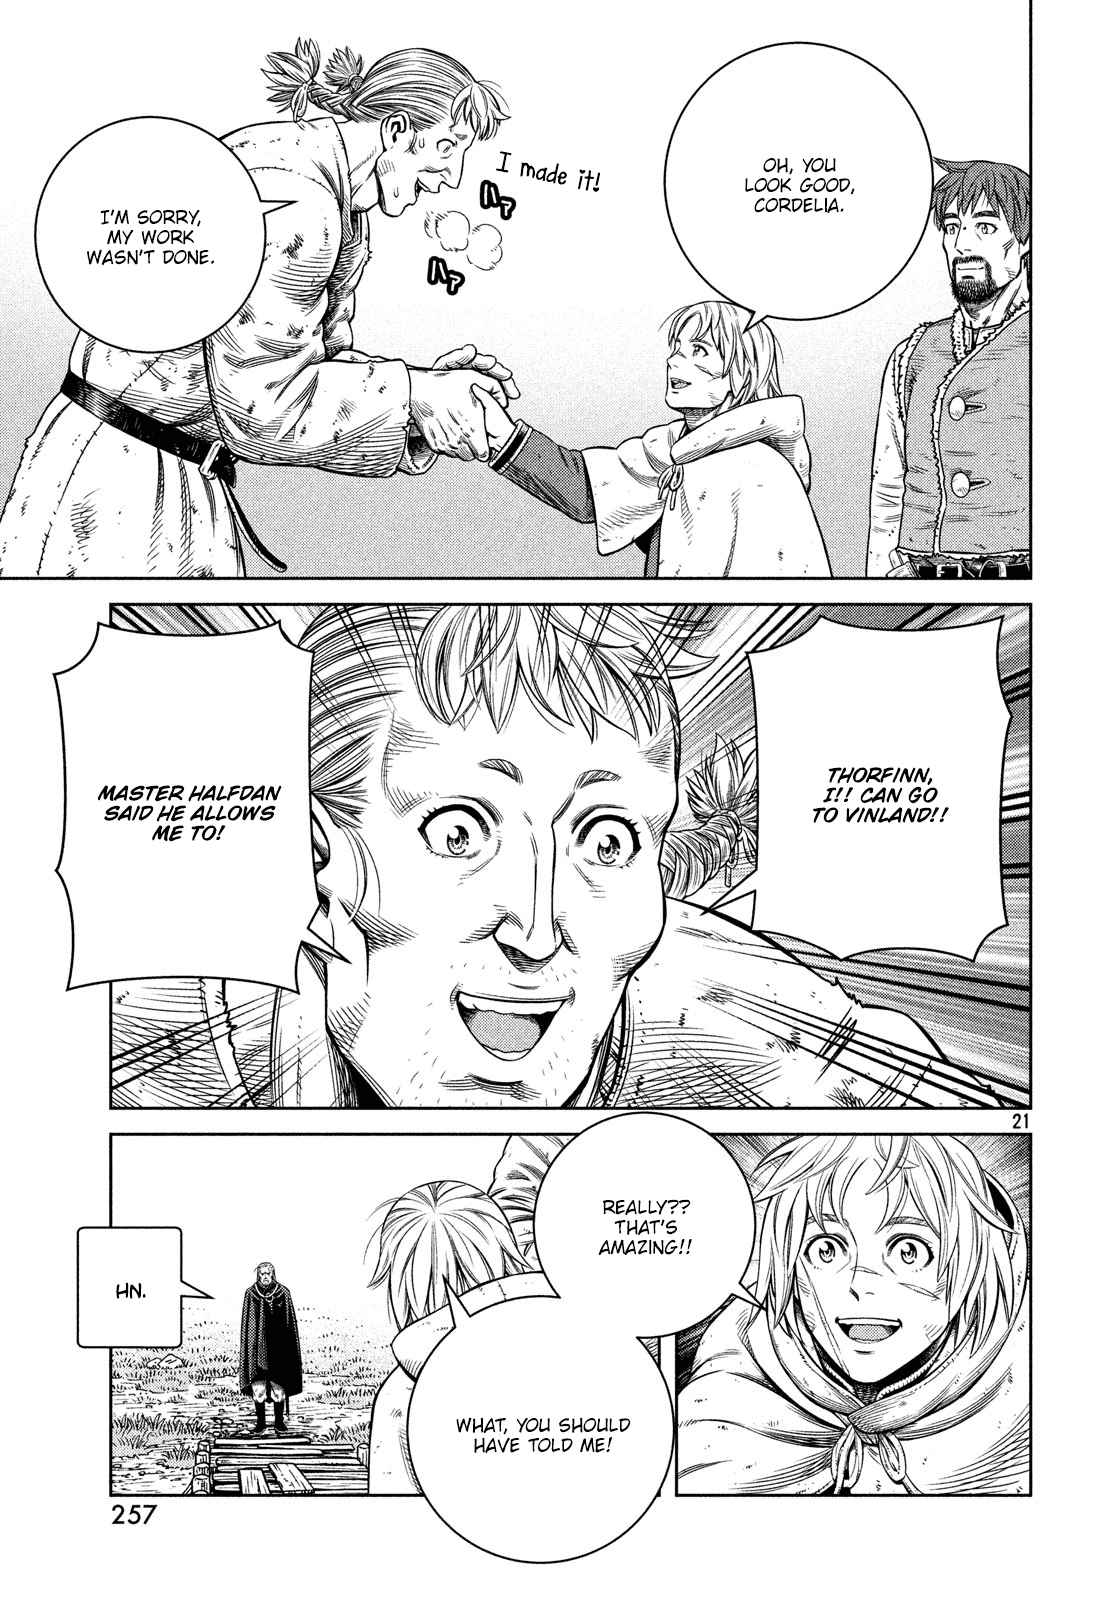 OH, YOU
LOOK GOOD,
CORDELIA.
I made it!
ハァ
ハァ
I'M SORRY,
MY WORK
WASN'T DONE.
THORFINN,
I!! CAN GO
TO VINLAND!!
MASTER HALFDAN
SAID HE ALLOWS
ME TO!
21
REALLY??
THAT'S
AMAZING!!
WHAT, YOU SHOULD
HAVE TOLD ME!
HN.
257